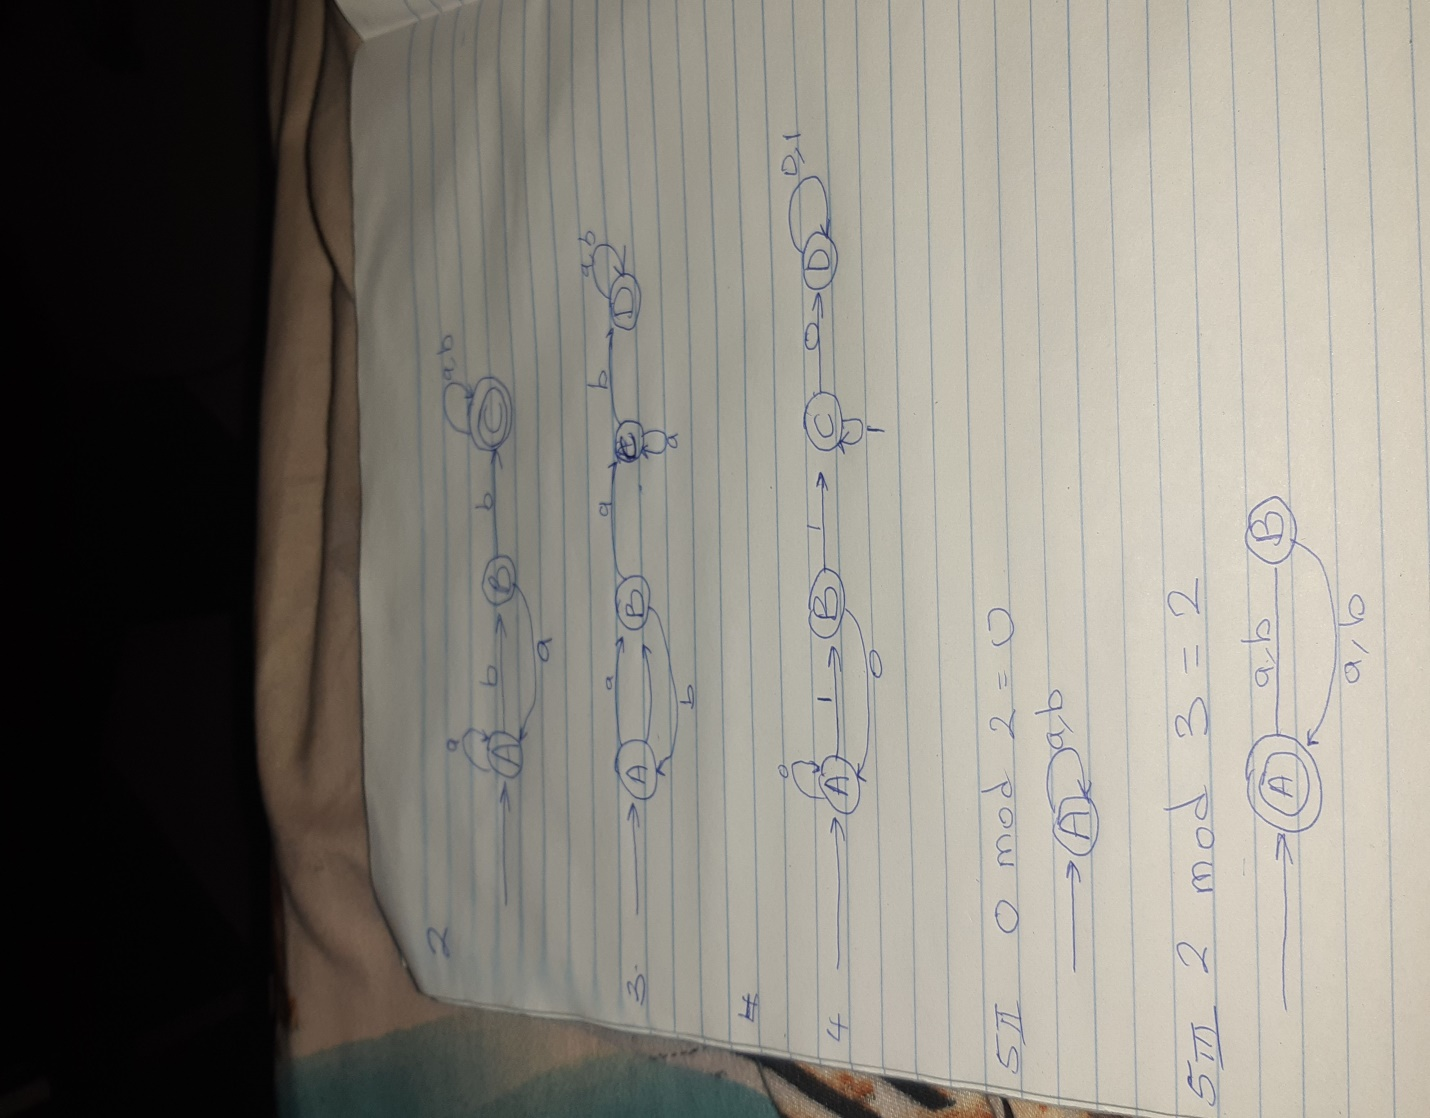 2
a a,b
A b B b C
a
3.
a a b a,b
A B C D
b a
4
4
0 0,1
A 1 B 1 C 0 D
0 1
5II 0 mod 2 = 0
A a,b
5III 2 mod 3 = 2
A a,b B
a,b